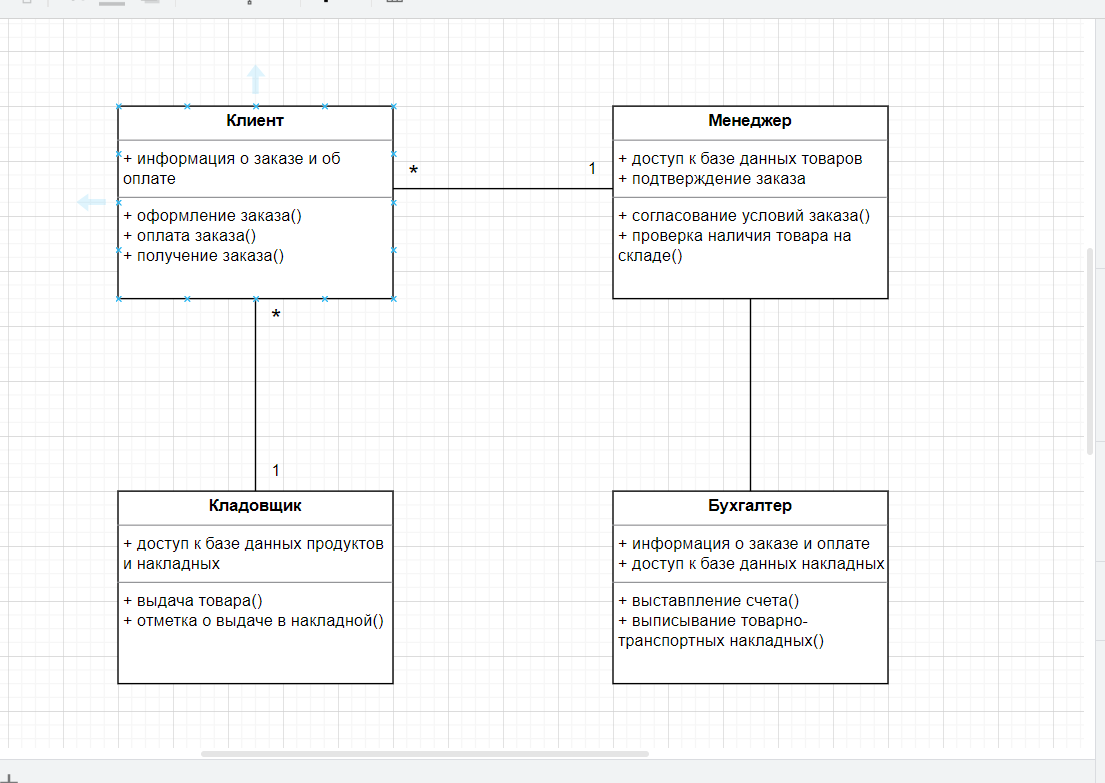 Клиент
+ информация о заказе и об
оплате
+ оформление заказа()
+ оплата заказа()
+ получение заказа()
*
1
Менеджер
+ доступ к базе данных товаров
+ подтверждение заказа
+ согласование условий заказа()
+ проверка наличия товара на
складе()
*
1
Кладовщик
+ доступ к базе данных продуктов
и накладных
+ выдача товара()
+ отметка о выдаче в накладной()
Бухгалтер
+ информация о заказе и оплате
+ доступ к базе данных накладных
+ выставпление счета()
+ выписывание товарно-
транспортных накладных()